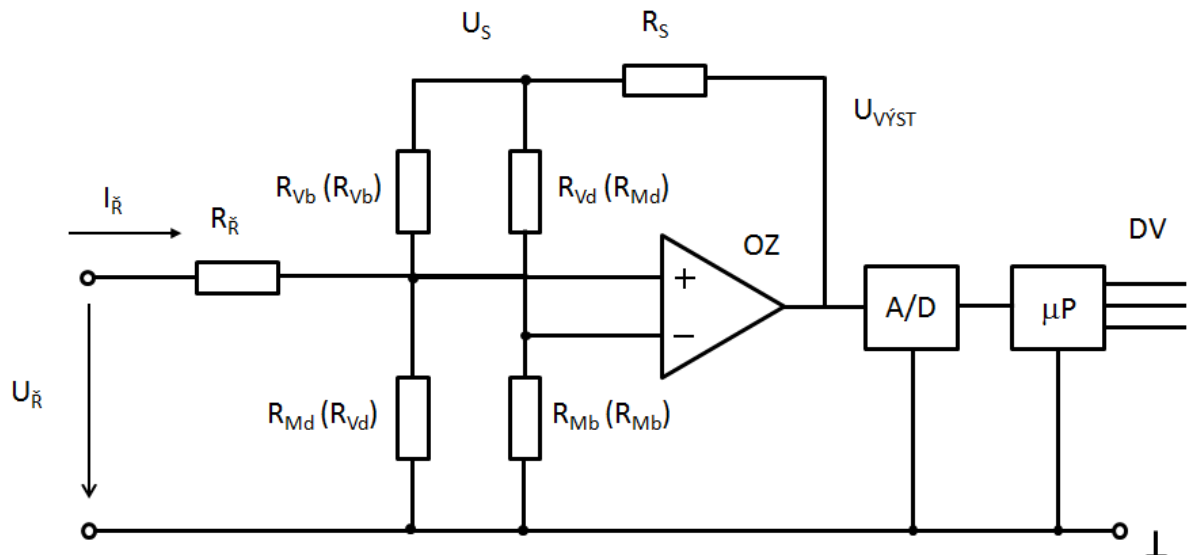 U_S R_S
U_VÝST
R_Vb (R_Vb) R_Vd (R_Md)
I_Ř
R_Ř
OZ
DV
+
A/D
μP
−
U_Ř
R_Md (R_Vd) R_Mb (R_Mb)